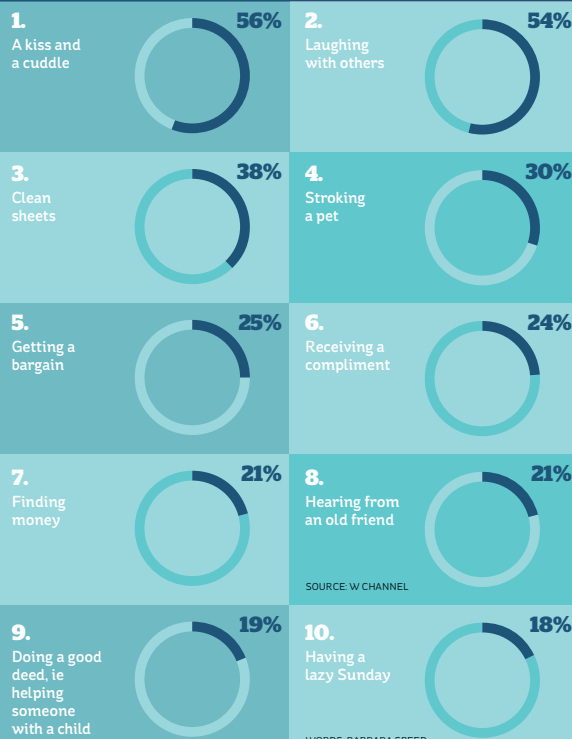 1.
56%
A kiss and
a cuddle
2.
54%
Laughing
with others
3.
38%
Clean
sheets
4.
30%
Stroking
a pet
5.
25%
Getting a
bargain
6.
24%
Receiving a
compliment
7.
21%
Finding
money
8.
21%
Hearing from
an old friend
SOURCE: W CHANNEL
9.
19%
Doing a good
deed, ie
helping
someone
with a child
10.
18%
Having a
lazy Sunday